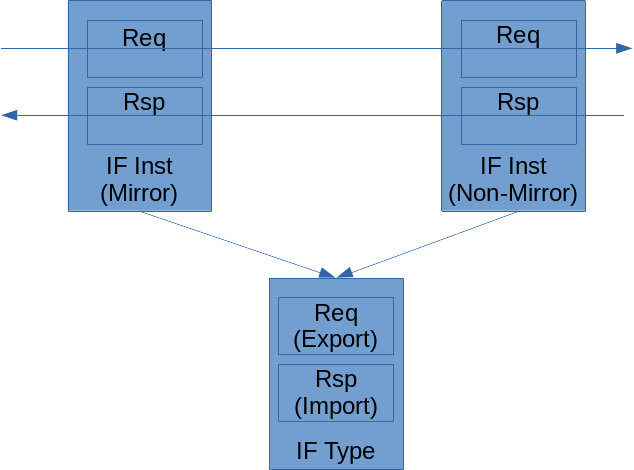 Req
Rsp
IF Inst
(Mirror)
Req
Rsp
IF Inst
(Non-Mirror)
Req
(Export)
Rsp
(Import)
IF Type